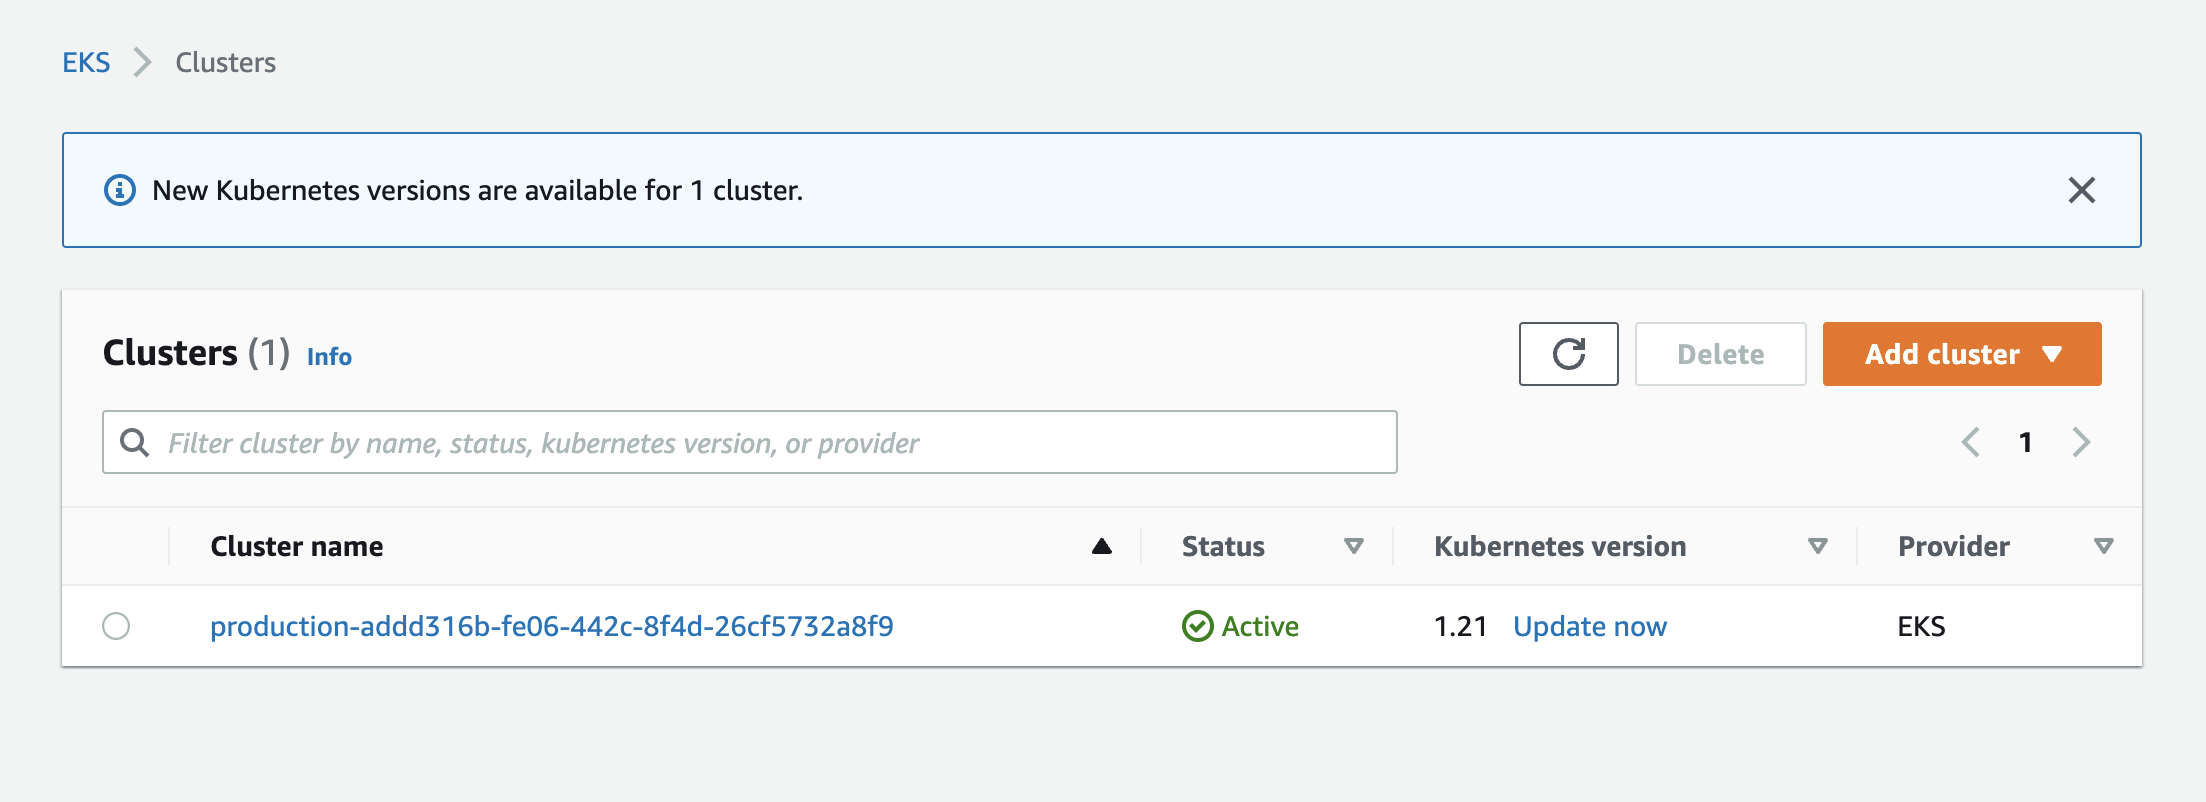 EKS > Clusters
New Kubernetes versions are available for 1 cluster.
Clusters (1) Info
Delete
Add cluster
Filter cluster by name, status, kubernetes version, or provider
1
Cluster name Status Kubernetes version Provider
production-addd316b-fe06-442c-8f4d-26cf5732a8f9 Active 1.21 Update now EKS